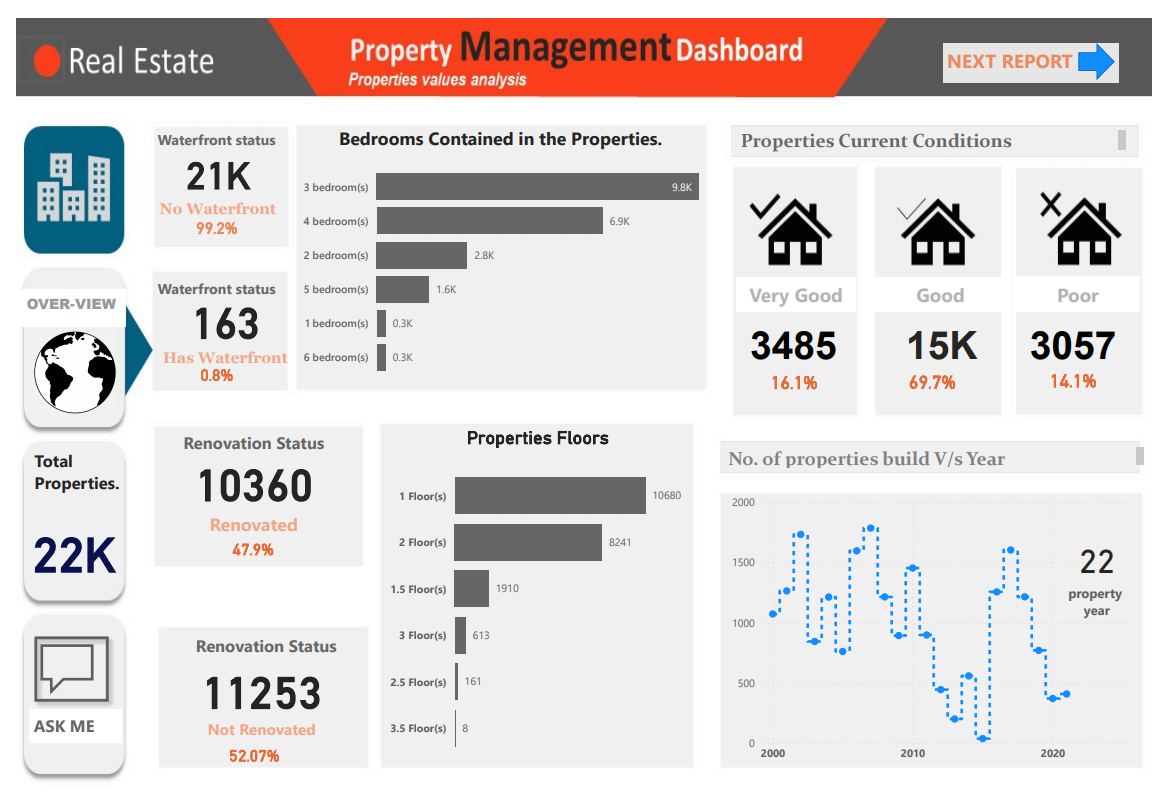 Real Estate
Property Management Dashboard
Properties values analysis
NEXT REPORT
OVER-VIEW
Total
Properties.
22K
ASK ME
Waterfront status
21K
No Waterfront
99.2%
Waterfront status
163
Has Waterfront
0.8%
Bedrooms Contained in the Properties.
3 bedroom(s) 9.8K
4 bedroom(s) 6.9K
2 bedroom(s) 2.8K
5 bedroom(s) 1.6K
1 bedroom(s) 0.3K
6 bedroom(s) 0.3K
Properties Current Conditions
Very Good Good Poor
3485 15K 3057
16.1% 69.7% 14.1%
Renovation Status
10360
Renovated
47.9%
Renovation Status
11253
Not Renovated
52.07%
Properties Floors
1 Floor(s) 10680
2 Floor(s) 8241
1.5 Floor(s) 1910
3 Floor(s) 613
2.5 Floor(s) 161
3.5 Floor(s) 8
No. of properties build V/s Year
2000
1500
1000
500
0
2000 2010 2020
22
property
year